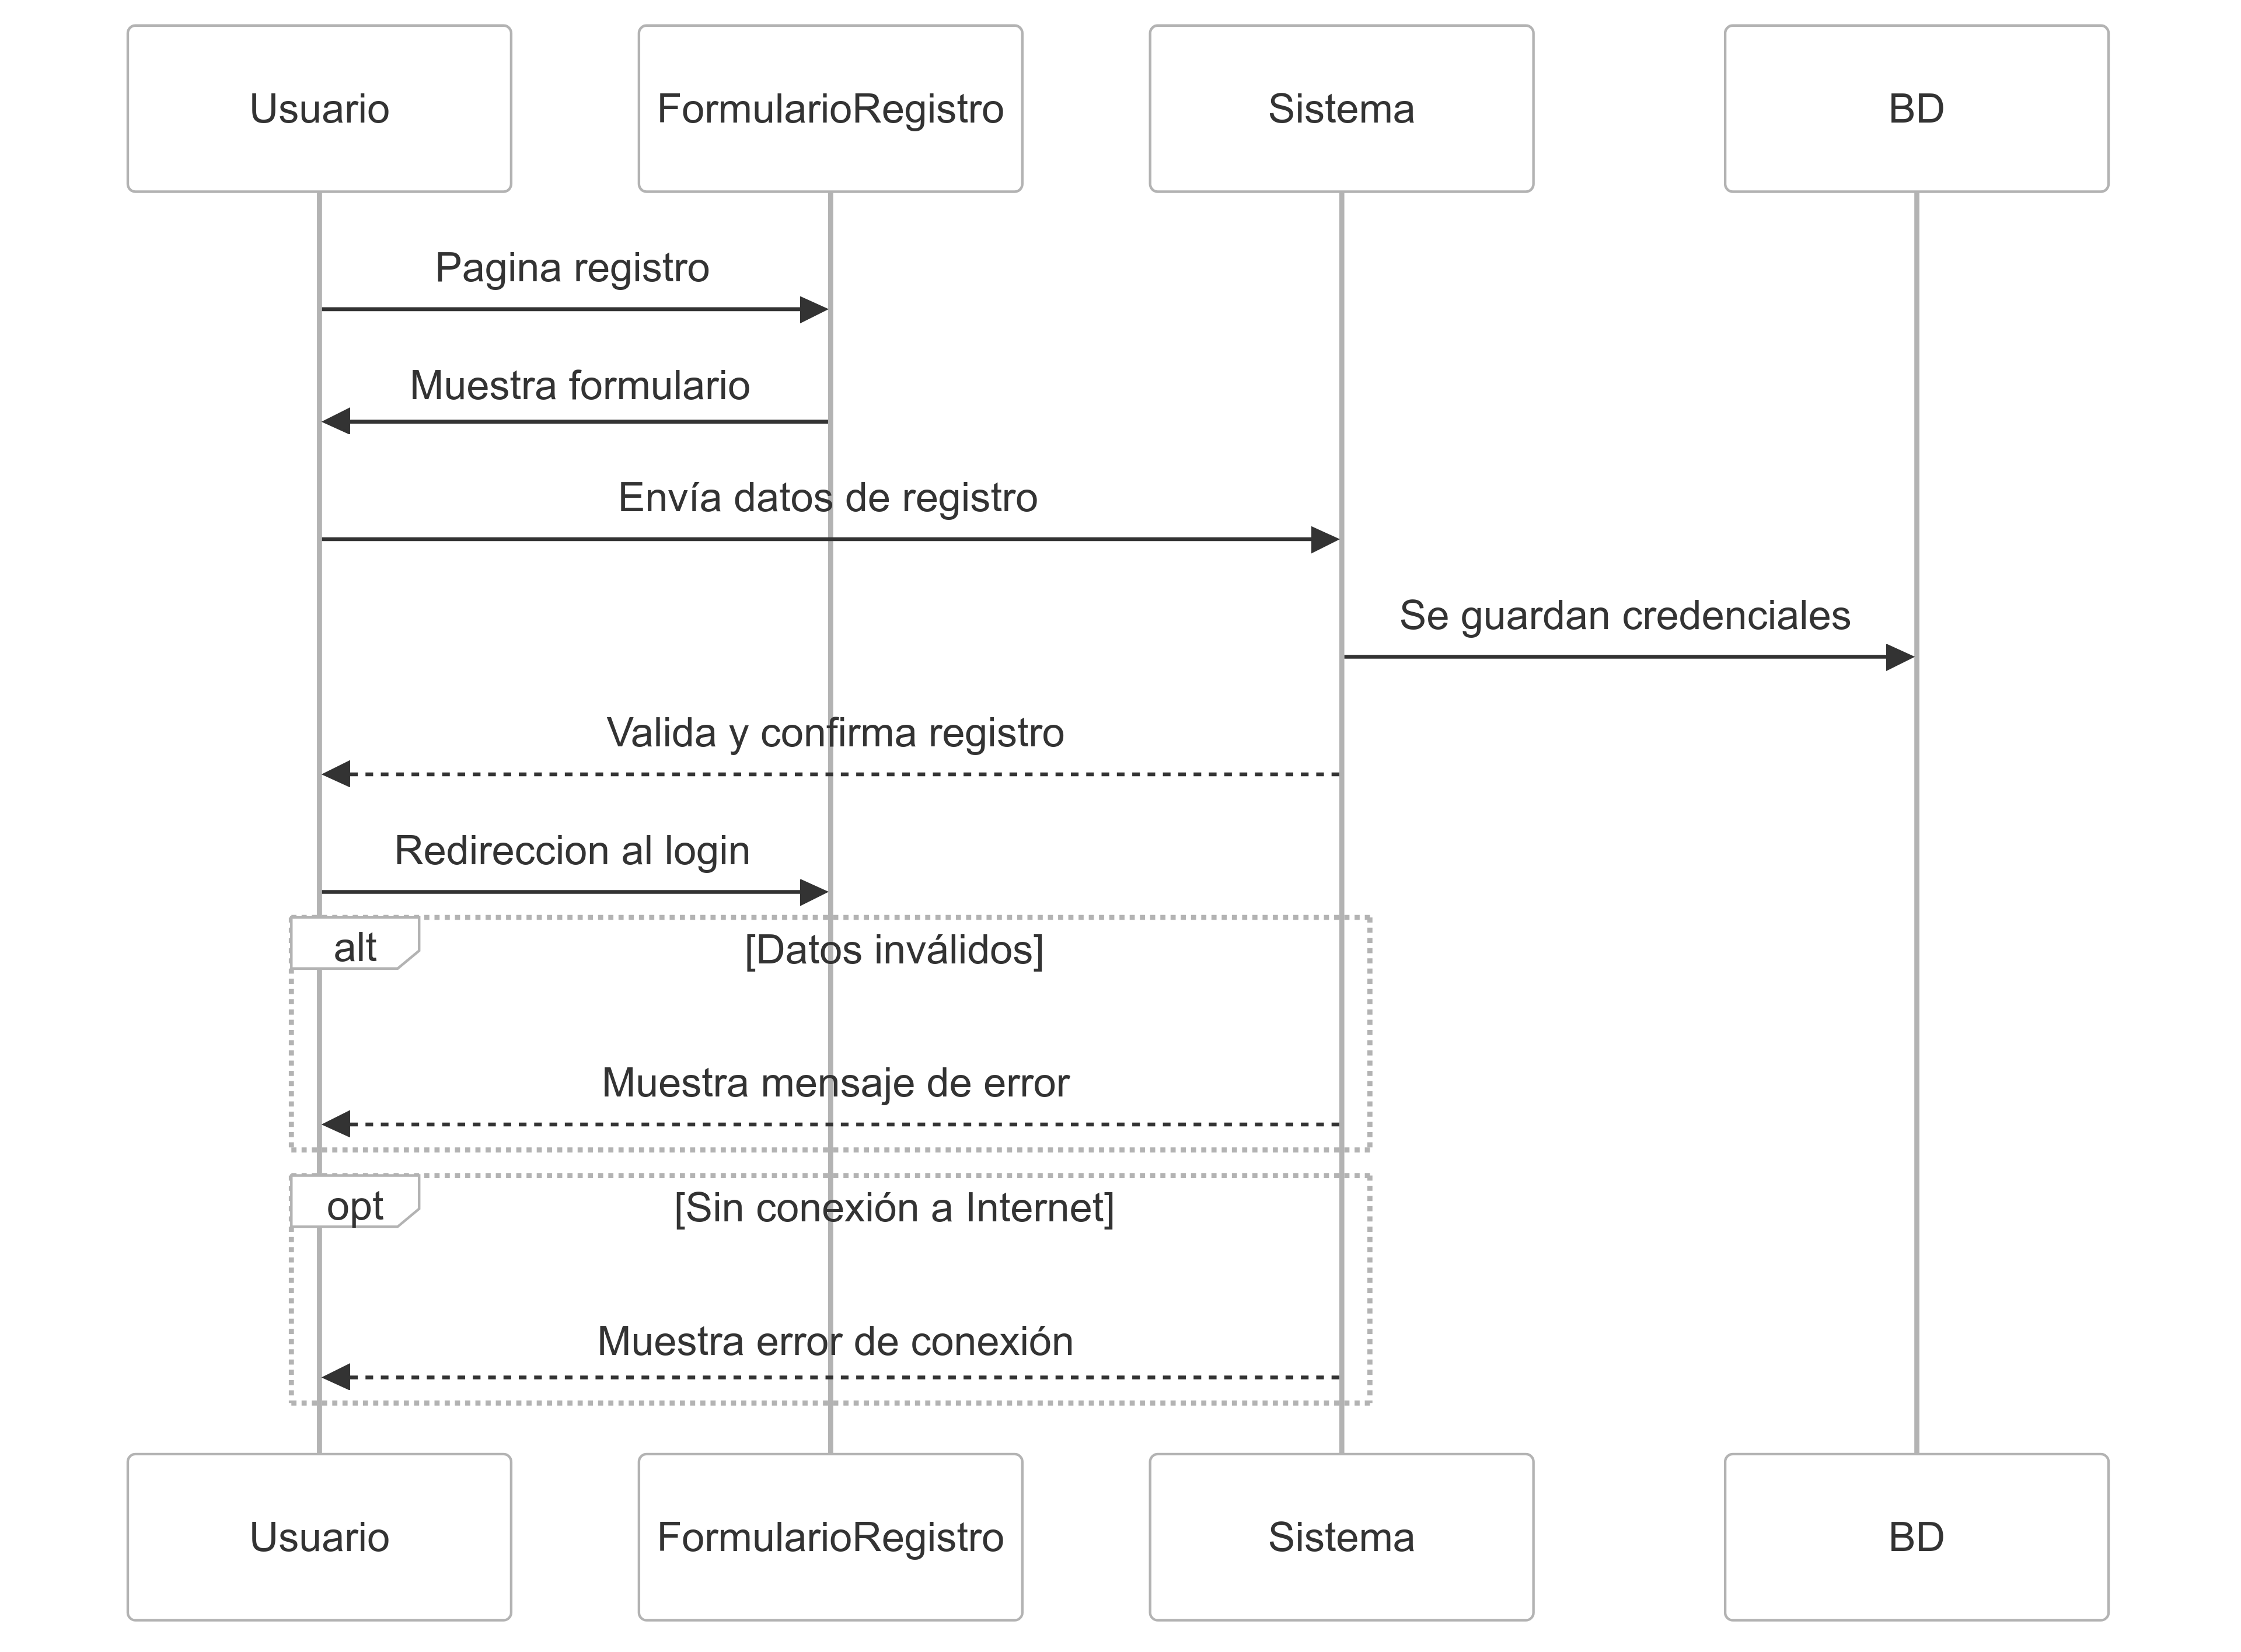 Usuario
FormularioRegistro
Sistema
BD
Pagina registro
Muestra formulario
Envía datos de registro
Se guardan credenciales
Valida y confirma registro
Redireccion al login
alt
[Datos inválidos]
Muestra mensaje de error
opt
[Sin conexión a Internet]
Muestra error de conexión
Usuario
FormularioRegistro
Sistema
BD